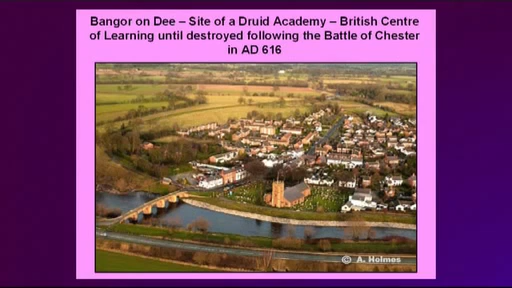 Bangor on Dee – Site of a Druid Academy – British Centre
of Learning until destroyed following the Battle of Chester
in AD 616
© A. Holmes